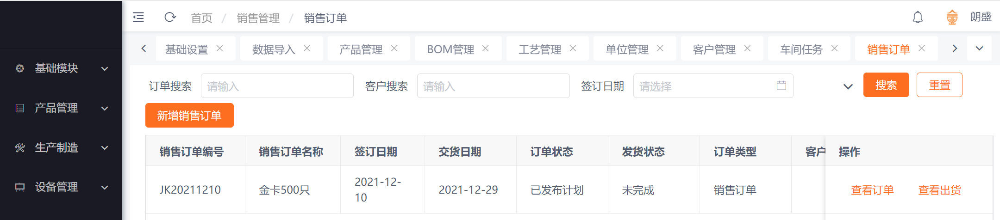 首页 / 销售管理 / 销售订单
朗盛
基础设置 数据导入 产品管理 BOM管理 工艺管理 单位管理 客户管理 车间任务 销售订单
基础模块
产品管理
生产制造
设备管理
订单搜索 请输入 客户搜索 请输入 签订日期 请选择 搜索 重置
新增销售订单
销售订单编号 销售订单名称 签订日期 交货日期 订单状态 发货状态 订单类型 客户 操作
JK20211210 金卡500只 2021-12-10 2021-12-29 已发布计划 未完成 销售订单 查看订单 查看出货